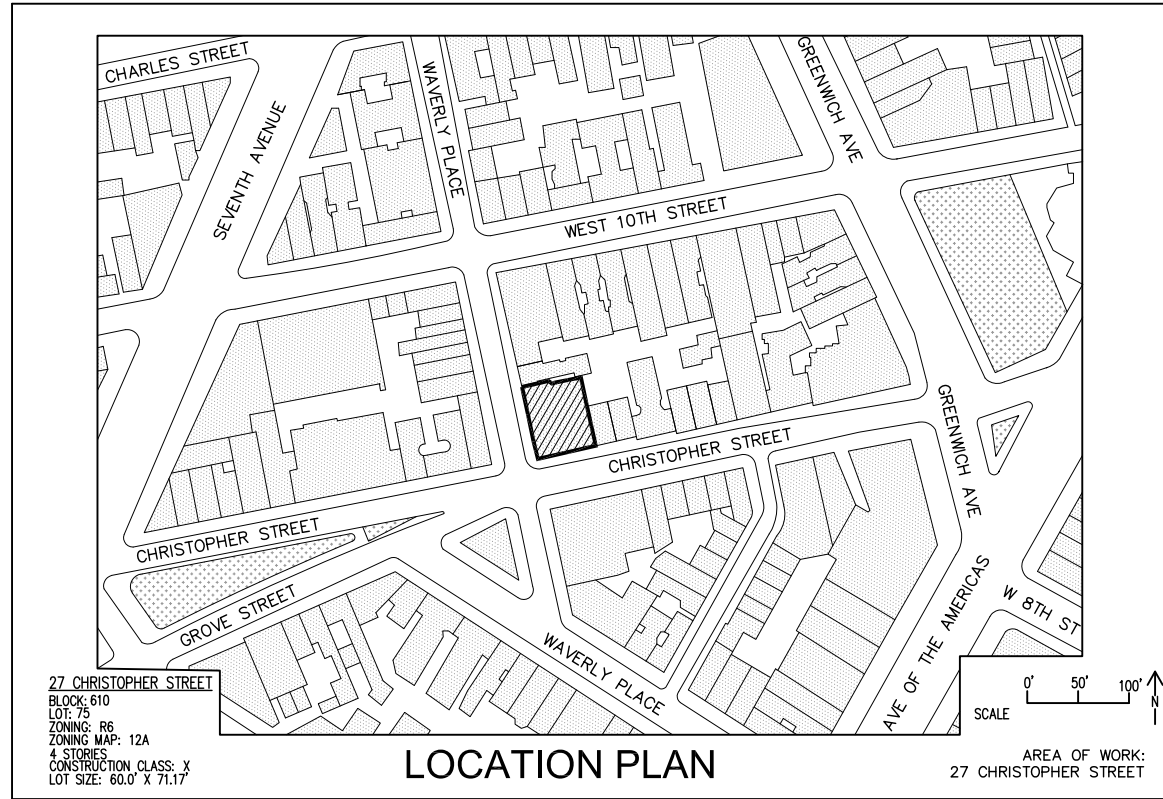 CHARLES STREET
SEVENTH AVENUE
WAVERLY PLACE
GREENWICH AVE
WEST 10TH STREET
CHRISTOPHER STREET
GREENWICH AVE
CHRISTOPHER STREET
GROVE STREET
WAVERLY PLACE
AVE OF THE AMERICAS
W 8TH ST
27 CHRISTOPHER STREET
BLOCK: 610
LOT: 75
ZONING: R6
ZONING MAP: 12A
4 STORIES
CONSTRUCTION CLASS: X
LOT SIZE: 60.0' X 71.17'
LOCATION PLAN
0' 50' 100'
SCALE
N
AREA OF WORK:
27 CHRISTOPHER STREET